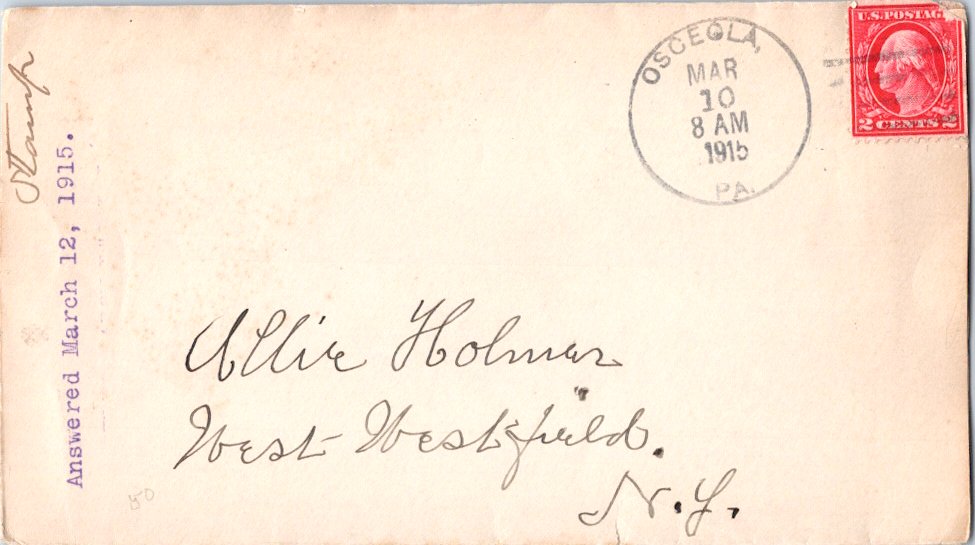 Stamp
Answered March 12, 1915.
OSCEOLA,
MAR
10
8 AM
1915
PA.
U.S. POSTAGE
2 CENTS 2
Allie Holmes
West Westfield.
N.Y.
50